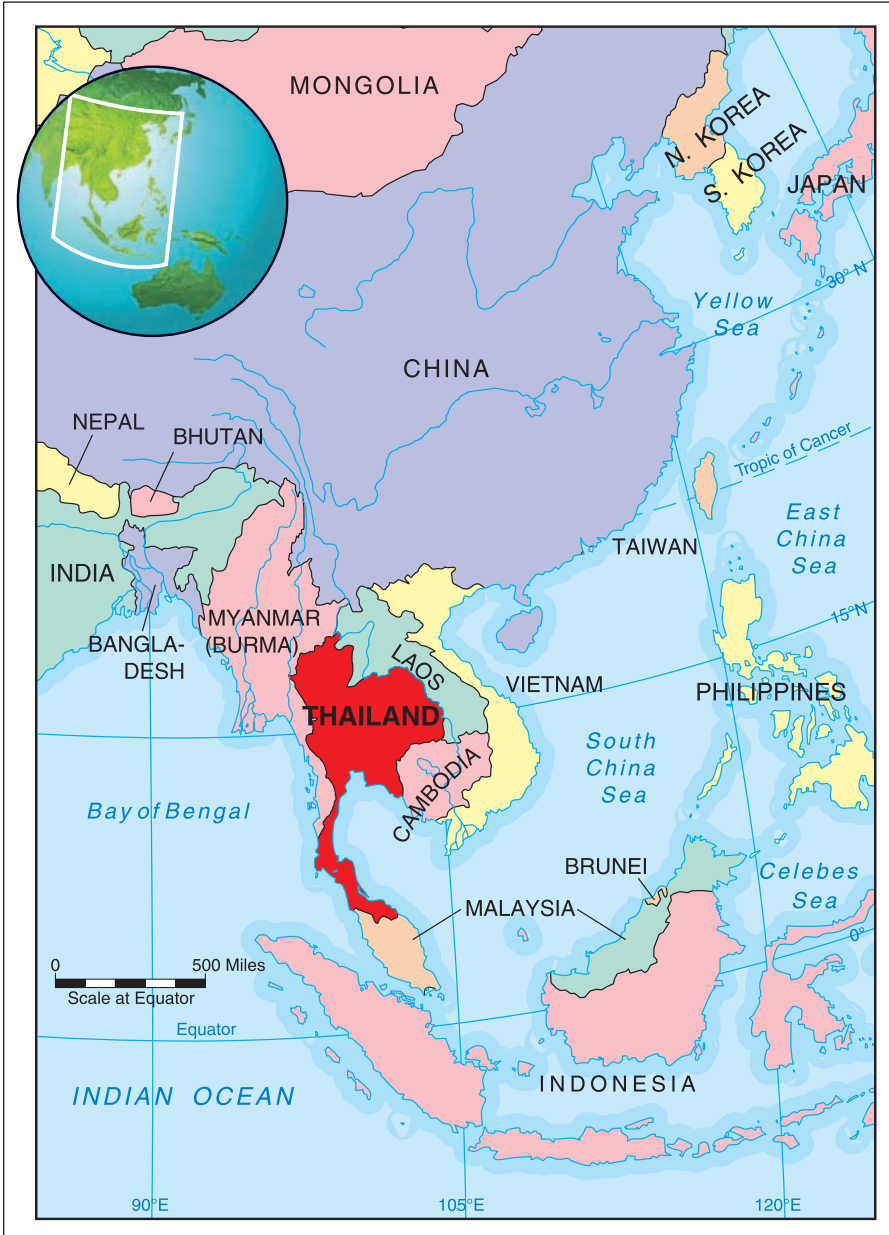 MONGOLIA
N. KOREA
S. KOREA
JAPAN
30° N
Yellow
Sea
CHINA
NEPAL
BHUTAN
Tropic of Cancer
East
China
Sea
TAIWAN
INDIA
15°N
MYANMAR
(BURMA)
BANGLA-
DESH
LAOS
VIETNAM
PHILIPPINES
THAILAND
South
China
Sea
CAMBODIA
Bay of Bengal
BRUNEI
Celebes
Sea
MALAYSIA
0°
0 500 Miles
Scale at Equator
Equator
INDONESIA
INDIAN OCEAN
90°E 105°E 120°E